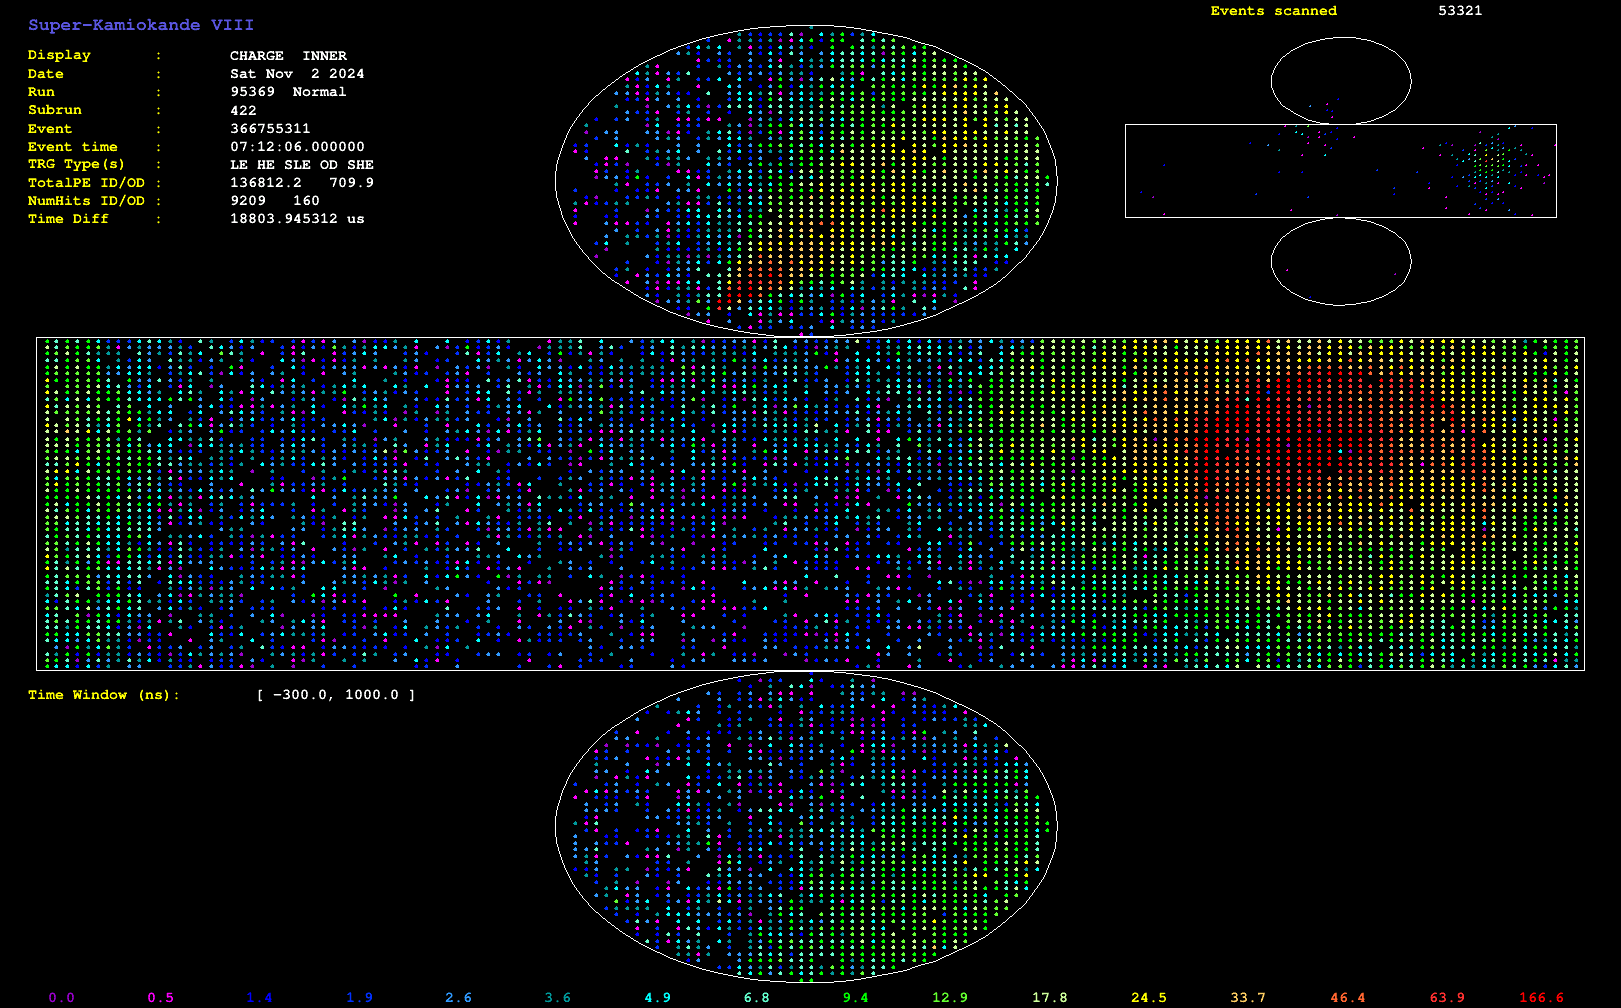 Super-Kamiokande VIII
Events scanned 53321
Display : CHARGE INNER
Date : Sat Nov 2 2024
Run : 95369 Normal
Subrun : 422
Event : 366755311
Event time : 07:12:06.000000
TRG Type(s) : LE HE SLE OD SHE
TotalPE ID/OD : 136812.2 709.9
NumHits ID/OD : 9209 160
Time Diff : 18803.945312 us
Time Window (ns): [ -300.0, 1000.0 ]
0.0 0.5 1.4 1.9 2.6 3.6 4.9 6.8 9.4 12.9 17.8 24.5 33.7 46.4 63.9 166.6